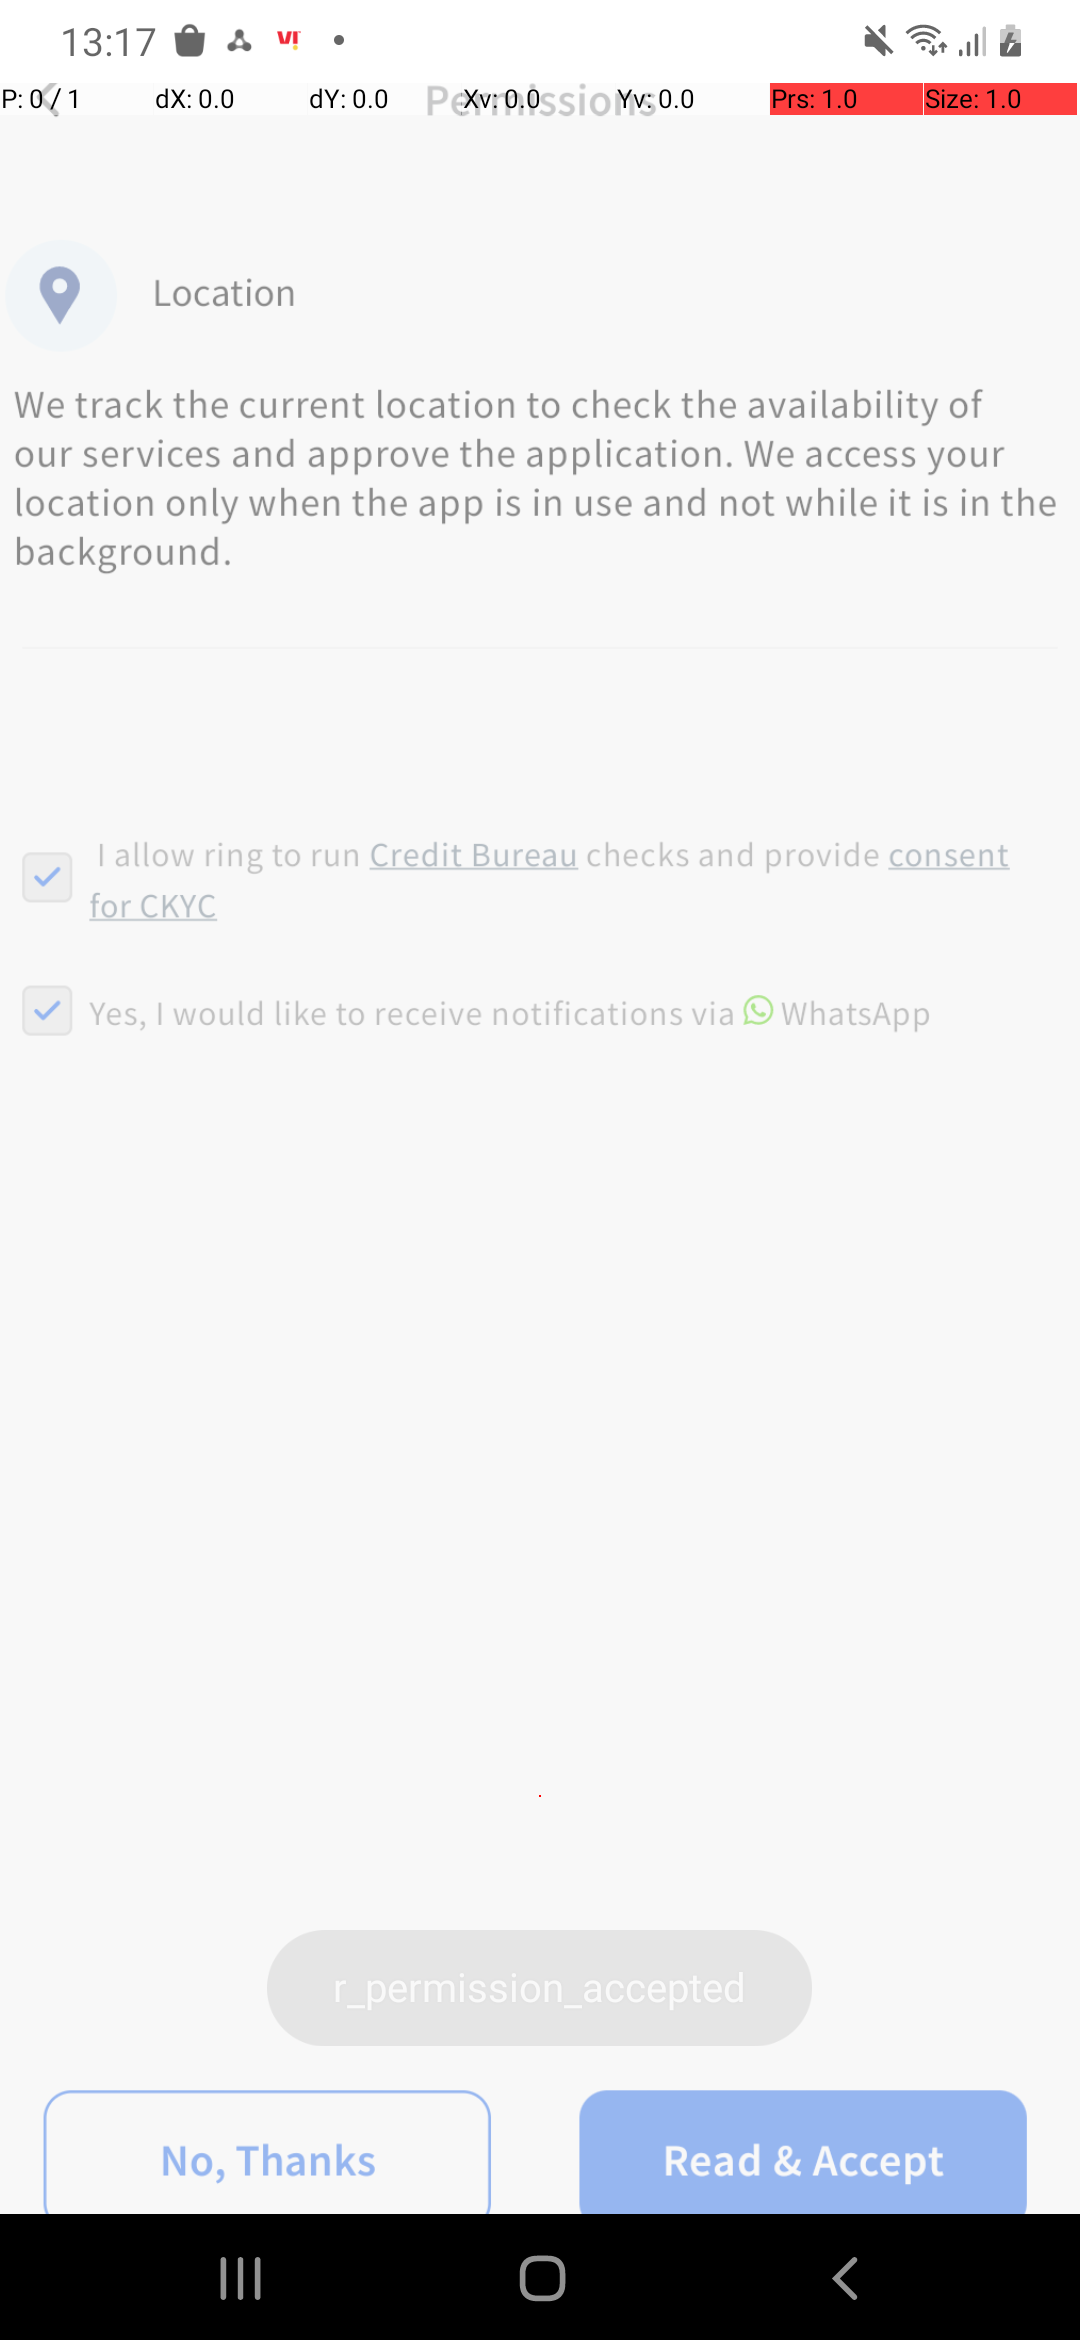 13:17 VI
P: 0 / 1 dX: 0.0 dY: 0.0 Xv: 0.0 Yv: 0.0 Prs: 1.0 Size: 1.0
Permissions
Location
We track the current location to check the availability of
our services and approve the application. We access your
location only when the app is in use and not while it is in the
background.
I allow ring to run Credit Bureau checks and provide consent
for CKYC
Yes, I would like to receive notifications via WhatsApp
r_permission_accepted
No, Thanks Read & Accept